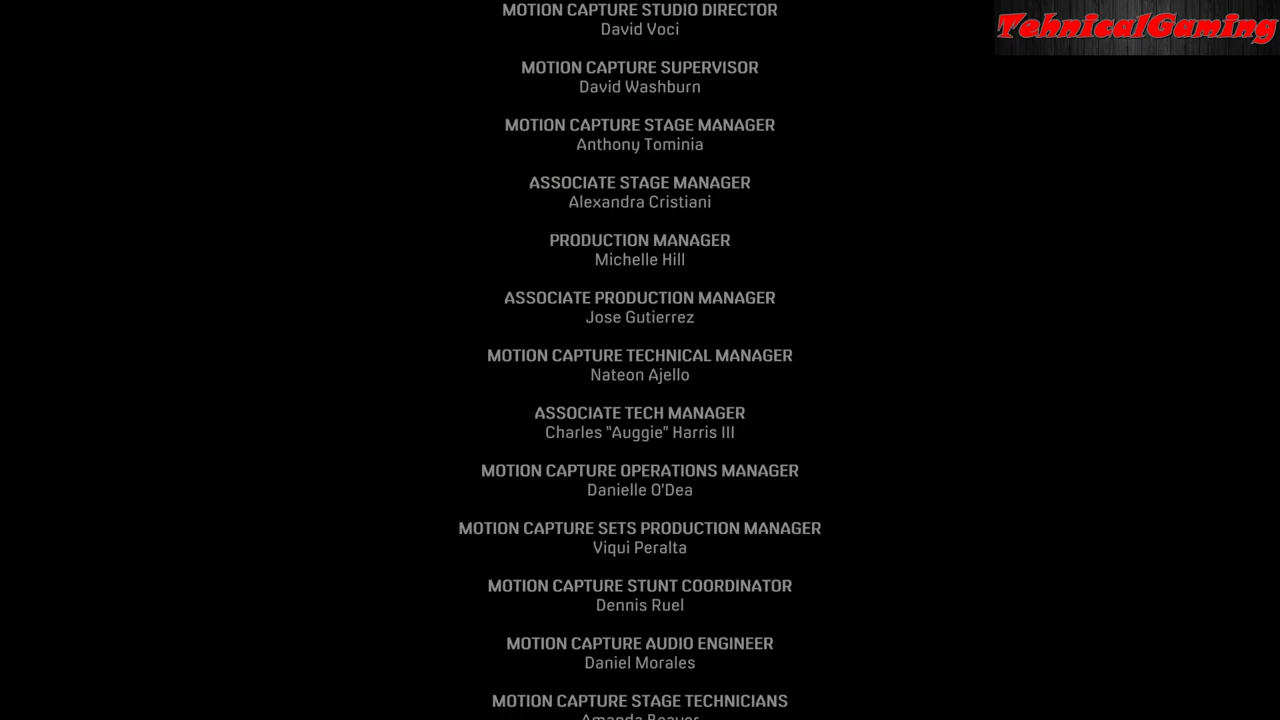 MOTION CAPTURE STUDIO DIRECTOR
David Voci
TehnicalGaming
MOTION CAPTURE SUPERVISOR
David Washburn
MOTION CAPTURE STAGE MANAGER
Anthony Tominia
ASSOCIATE STAGE MANAGER
Alexandra Cristiani
PRODUCTION MANAGER
Michelle Hill
ASSOCIATE PRODUCTION MANAGER
Jose Gutierrez
MOTION CAPTURE TECHNICAL MANAGER
Nateon Ajello
ASSOCIATE TECH MANAGER
Charles “Auggie” Harris III
MOTION CAPTURE OPERATIONS MANAGER
Danielle O'Dea
MOTION CAPTURE SETS PRODUCTION MANAGER
Viqui Peralta
MOTION CAPTURE STUNT COORDINATOR
Dennis Ruel
MOTION CAPTURE AUDIO ENGINEER
Daniel Morales
MOTION CAPTURE STAGE TECHNICIANS
Amanda